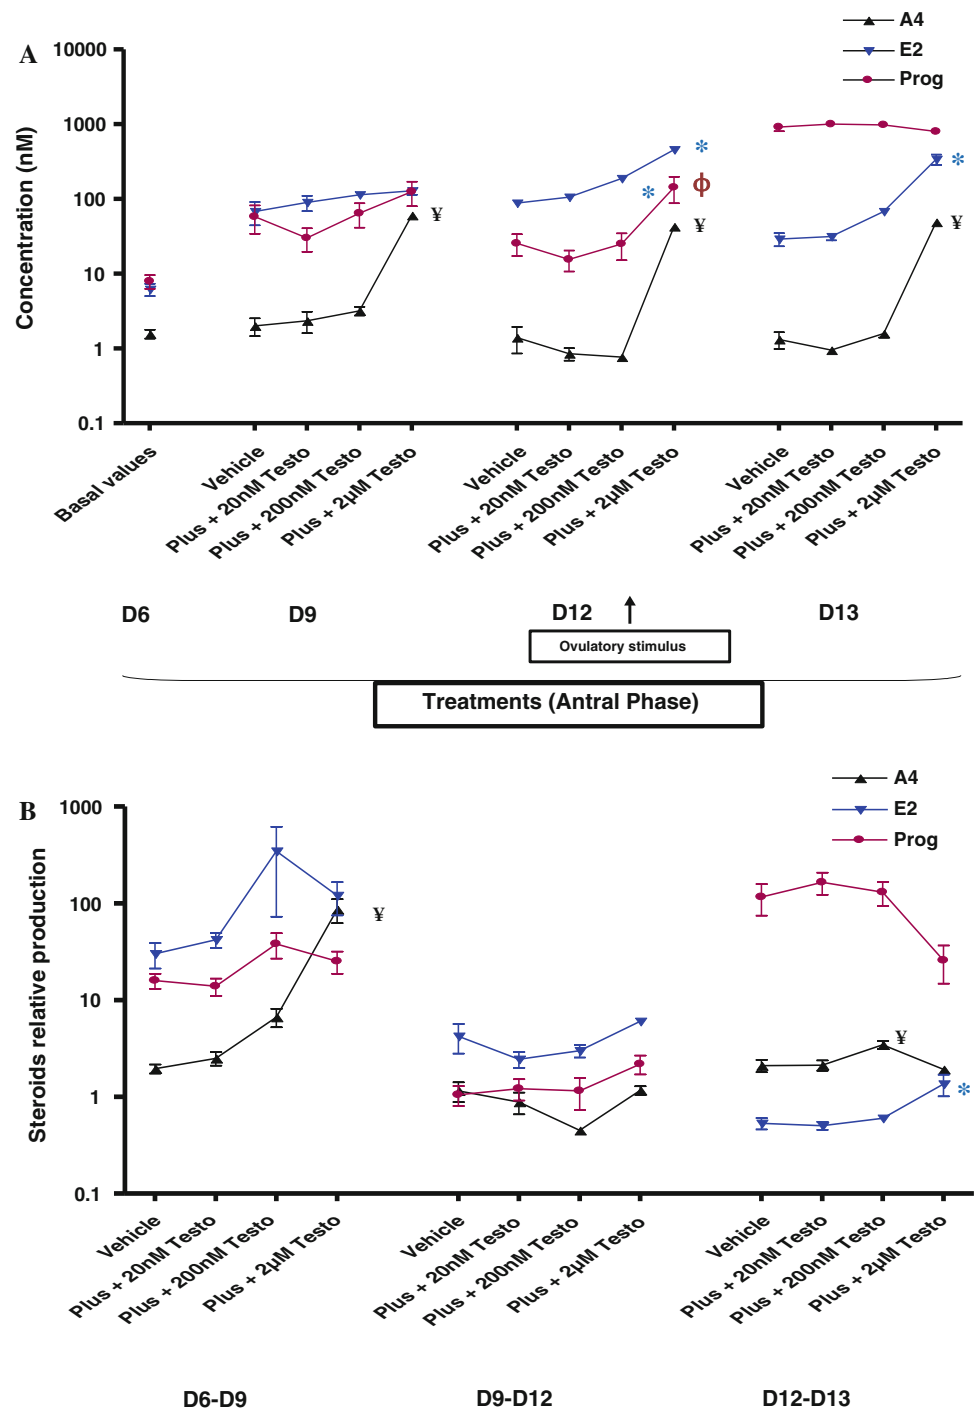 A
A4
E2
Prog
Concentration (nM)
10000
1000
100
10
1
0.1
¥
*
*
ϕ
¥
*
¥
Basal values
Vehicle
Plus + 20nM Testo
Plus + 200nM Testo
Plus + 2µM Testo
Vehicle
Plus + 20nM Testo
Plus + 200nM Testo
Plus + 2µM Testo
Vehicle
Plus + 20nM Testo
Plus + 200nM Testo
Plus + 2µM Testo
D6
D9
D12
D13
Ovulatory stimulus
Treatments (Antral Phase)
B
A4
E2
Prog
Steroids relative production
1000
100
10
1
0.1
¥
¥
*
Vehicle
Plus + 20nM Testo
Plus + 200nM Testo
Plus + 2µM Testo
Vehicle
Plus + 20nM Testo
Plus + 200nM Testo
Plus + 2µM Testo
Vehicle
Plus + 20nM Testo
Plus + 200nM Testo
Plus + 2µM Testo
D6-D9
D9-D12
D12-D13